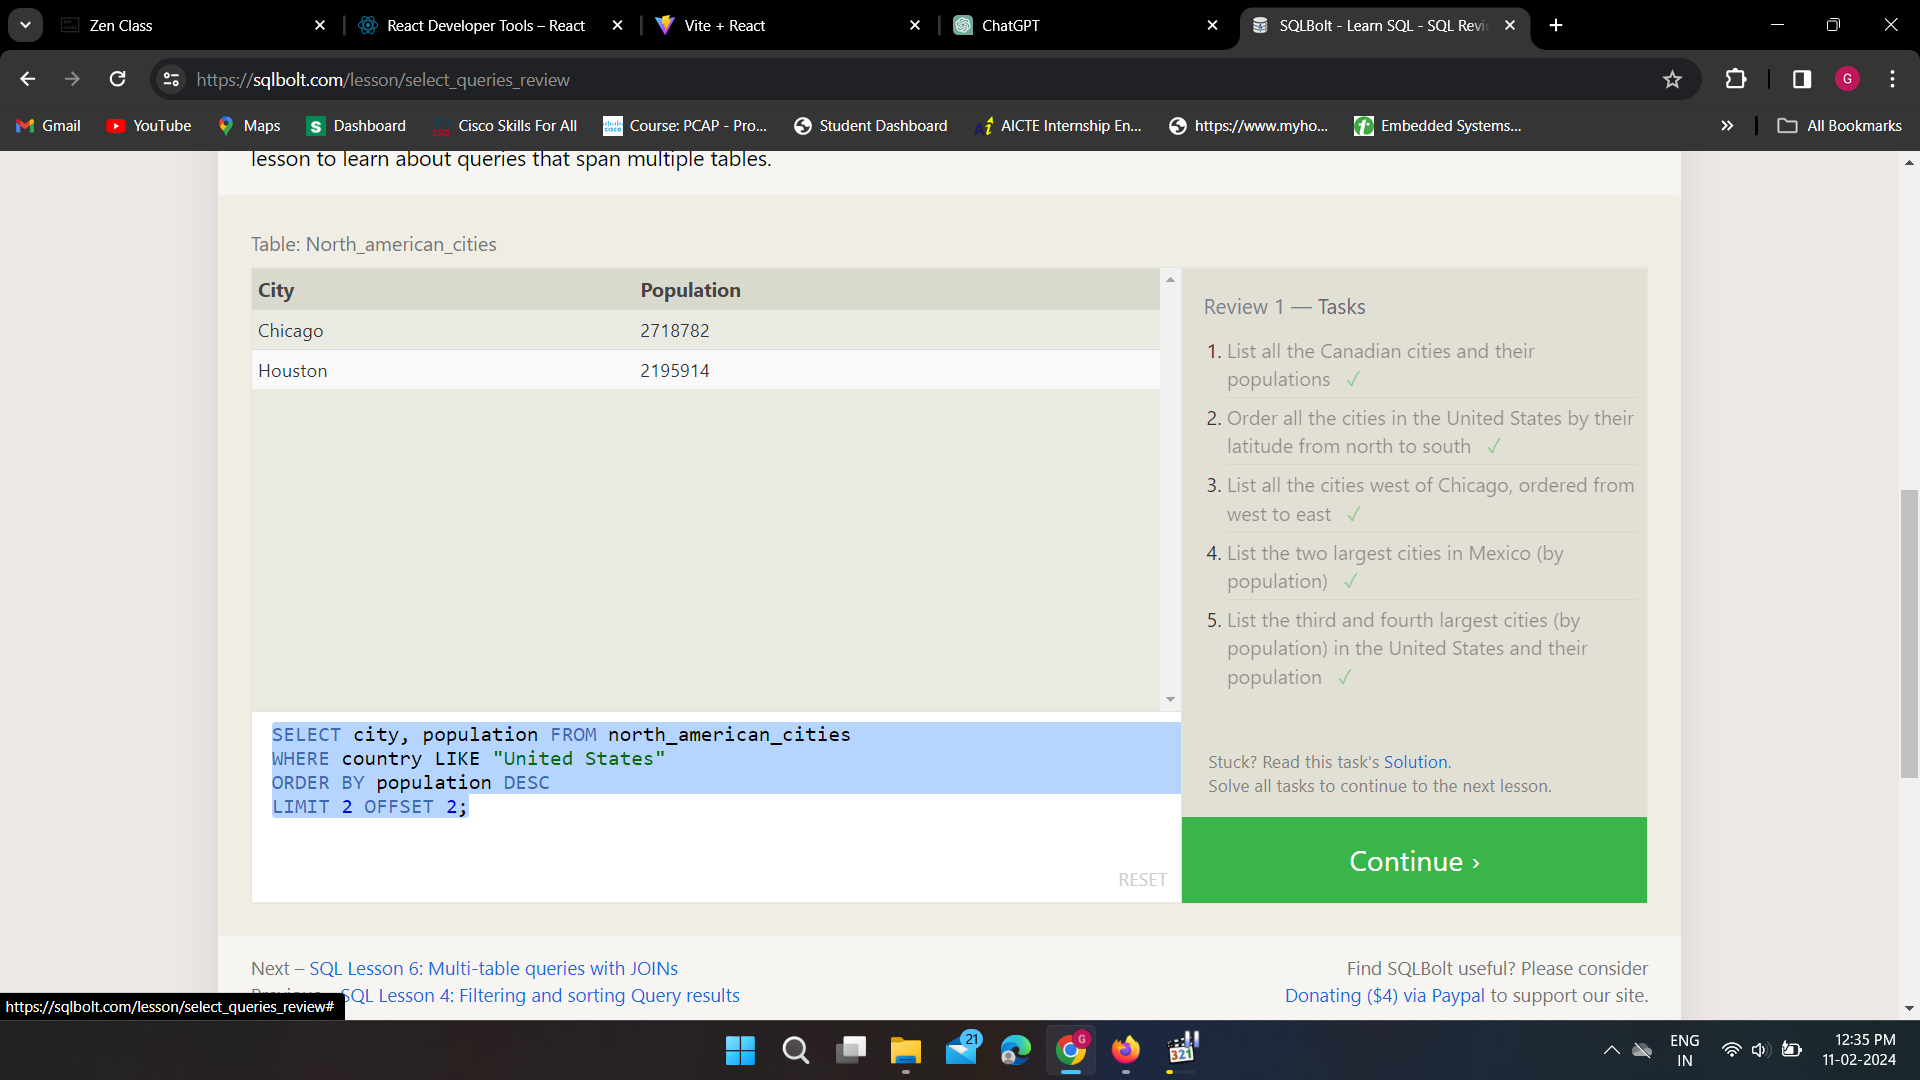 Zen Class
React Developer Tools – React
Vite + React
ChatGPT
SQLBolt - Learn SQL - SQL Revi
https://sqlbolt.com/lesson/select_queries_review
G
Gmail
YouTube
Maps
Dashboard
Cisco Skills For All
Course: PCAP - Pro...
Student Dashboard
AICTE Internship En...
https://www.myho...
Embedded Systems...
All Bookmarks
lesson to learn about queries that span multiple tables.
Table: North_american_cities
City Population
Chicago 2718782
Houston 2195914
Review 1 — Tasks
1. List all the Canadian cities and their
populations ✓
2. Order all the cities in the United States by their
latitude from north to south ✓
3. List all the cities west of Chicago, ordered from
west to east ✓
4. List the two largest cities in Mexico (by
population) ✓
5. List the third and fourth largest cities (by
population) in the United States and their
population ✓
SELECT city, population FROM north_american_cities
WHERE country LIKE "United States"
ORDER BY population DESC
LIMIT 2 OFFSET 2;
RESET
Stuck? Read this task's Solution.
Solve all tasks to continue to the next lesson.
Continue ›
Next – SQL Lesson 6: Multi-table queries with JOINs
SQL Lesson 4: Filtering and sorting Query results
Find SQLBolt useful? Please consider
Donating ($4) via Paypal to support our site.
https://sqlbolt.com/lesson/select_queries_review#
21
G
321
ENG
IN
12:35 PM
11-02-2024